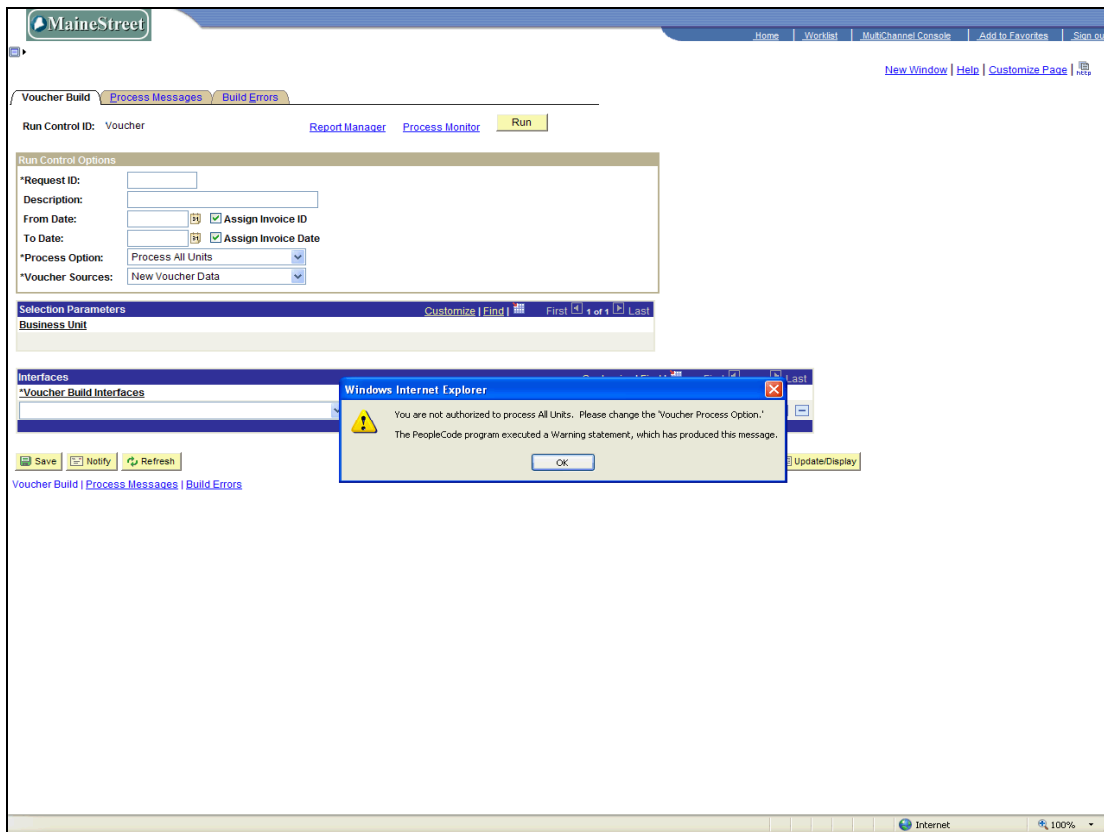 MaineStreet
Home Worklist MultiChannel Console Add to Favorites Sign ou
New Window | Help | Customize Page | http
Voucher Build Process Messages Build Errors
Run Control ID: Voucher Report Manager Process Monitor Run
Run Control Options
*Request ID:
Description:
From Date: 31 Assign Invoice ID
To Date: 31 Assign Invoice Date
*Process Option: Process All Units
*Voucher Sources: New Voucher Data
Selection Parameters Customize | Find | First 1 of 1 Last
Business Unit
Interfaces Last
*Voucher Build Interfaces
Windows Internet Explorer
You are not authorized to process All Units. Please change the 'Voucher Process Option.'
The PeopleCode program executed a Warning statement, which has produced this message.
OK
Save Notify Refresh Update/Display
Voucher Build | Process Messages | Build Errors
Internet 100%